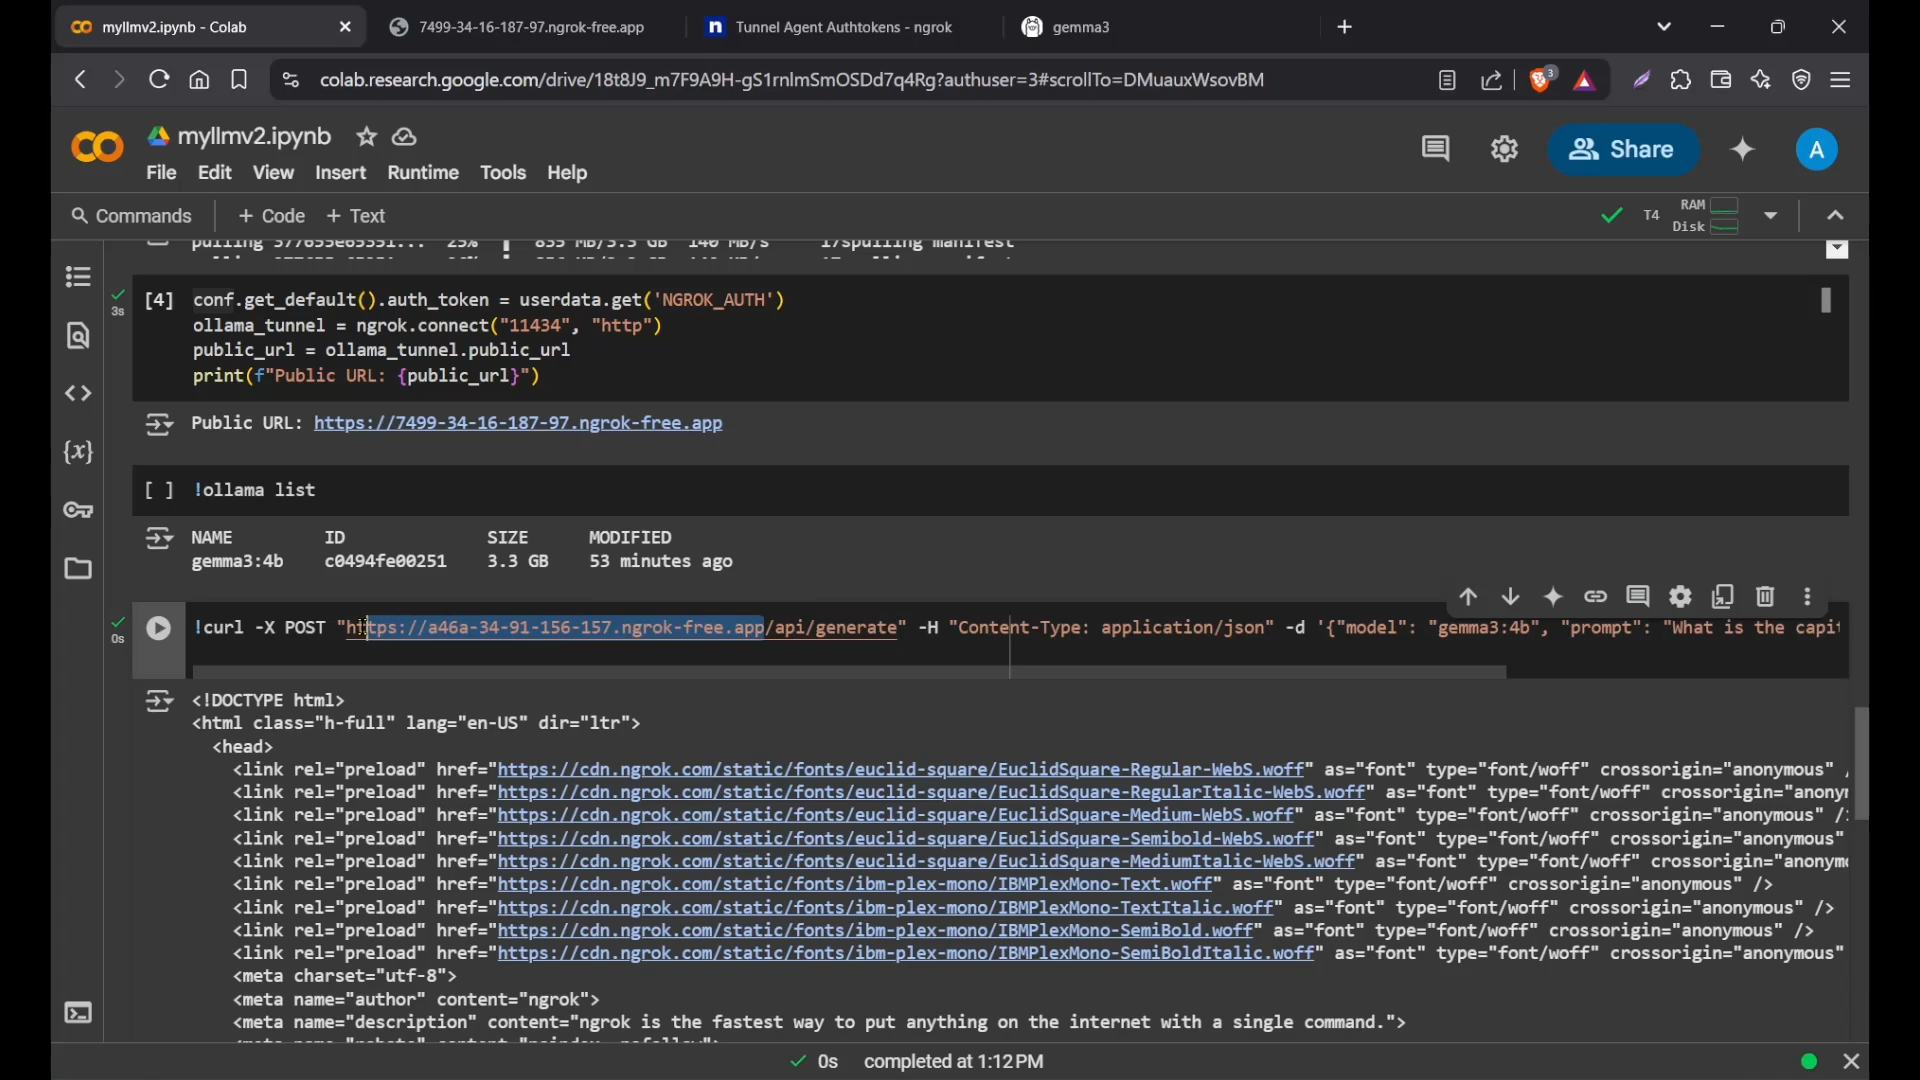 myllmv2.ipynb - Colab
7499-34-16-187-97.ngrok-free.app
n
Tunnel Agent Authtokens - ngrok
gemma3
colab.research.google.com/drive/18t8J9_m7F9A9H-gS1rnlmSmOSDd7q4Rg?authuser=3#scrollTo=DMuauxWsovBM
3
myllmv2.ipynb
File Edit View Insert Runtime Tools Help
Share
A
Commands + Code + Text
T4
RAM
Disk
[4]
3s
conf.get_default().auth_token = userdata.get('NGROK_AUTH')
ollama_tunnel = ngrok.connect("11434", "http")
public_url = ollama_tunnel.public_url
print(f"Public URL: {public_url}")
Public URL: https://7499-34-16-187-97.ngrok-free.app
[ ] !ollama list
NAME ID SIZE MODIFIED
gemma3:4b c0494fe00251 3.3 GB 53 minutes ago
0s
!curl -X POST "https://a46a-34-91-156-157.ngrok-free.app/api/generate" -H "Content-Type: application/json" -d '{"model": "gemma3:4b", "prompt": "What is the capit
<!DOCTYPE html>
<html class="h-full" lang="en-US" dir="ltr">
<head>
<link rel="preload" href="https://cdn.ngrok.com/static/fonts/euclid-square/EuclidSquare-Regular-WebS.woff" as="font" type="font/woff" crossorigin="anonymous" /
<link rel="preload" href="https://cdn.ngrok.com/static/fonts/euclid-square/EuclidSquare-RegularItalic-WebS.woff" as="font" type="font/woff" crossorigin="anony
<link rel="preload" href="https://cdn.ngrok.com/static/fonts/euclid-square/EuclidSquare-Medium-WebS.woff" as="font" type="font/woff" crossorigin="anonymous" /
<link rel="preload" href="https://cdn.ngrok.com/static/fonts/euclid-square/EuclidSquare-Semibold-WebS.woff" as="font" type="font/woff" crossorigin="anonymous"
<link rel="preload" href="https://cdn.ngrok.com/static/fonts/euclid-square/EuclidSquare-MediumItalic-WebS.woff" as="font" type="font/woff" crossorigin="anonym
<link rel="preload" href="https://cdn.ngrok.com/static/fonts/ibm-plex-mono/IBMPlexMono-Text.woff" as="font" type="font/woff" crossorigin="anonymous" />
<link rel="preload" href="https://cdn.ngrok.com/static/fonts/ibm-plex-mono/IBMPlexMono-TextItalic.woff" as="font" type="font/woff" crossorigin="anonymous" />
<link rel="preload" href="https://cdn.ngrok.com/static/fonts/ibm-plex-mono/IBMPlexMono-SemiBold.woff" as="font" type="font/woff" crossorigin="anonymous" />
<link rel="preload" href="https://cdn.ngrok.com/static/fonts/ibm-plex-mono/IBMPlexMono-SemiBoldItalic.woff" as="font" type="font/woff" crossorigin="anonymous"
<meta charset="utf-8">
<meta name="author" content="ngrok">
<meta name="description" content="ngrok is the fastest way to put anything on the internet with a single command.">
0s completed at 1:12 PM